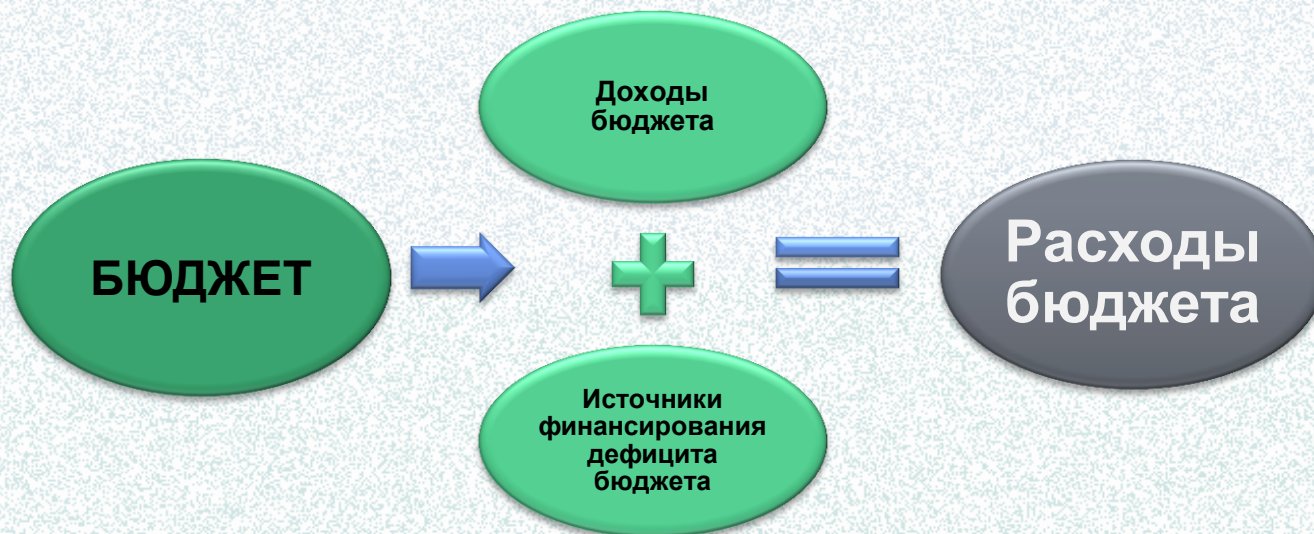 БЮДЖЕТ
Доходы
бюджета
Источники
финансирования
дефицита
бюджета
Расходы
бюджета